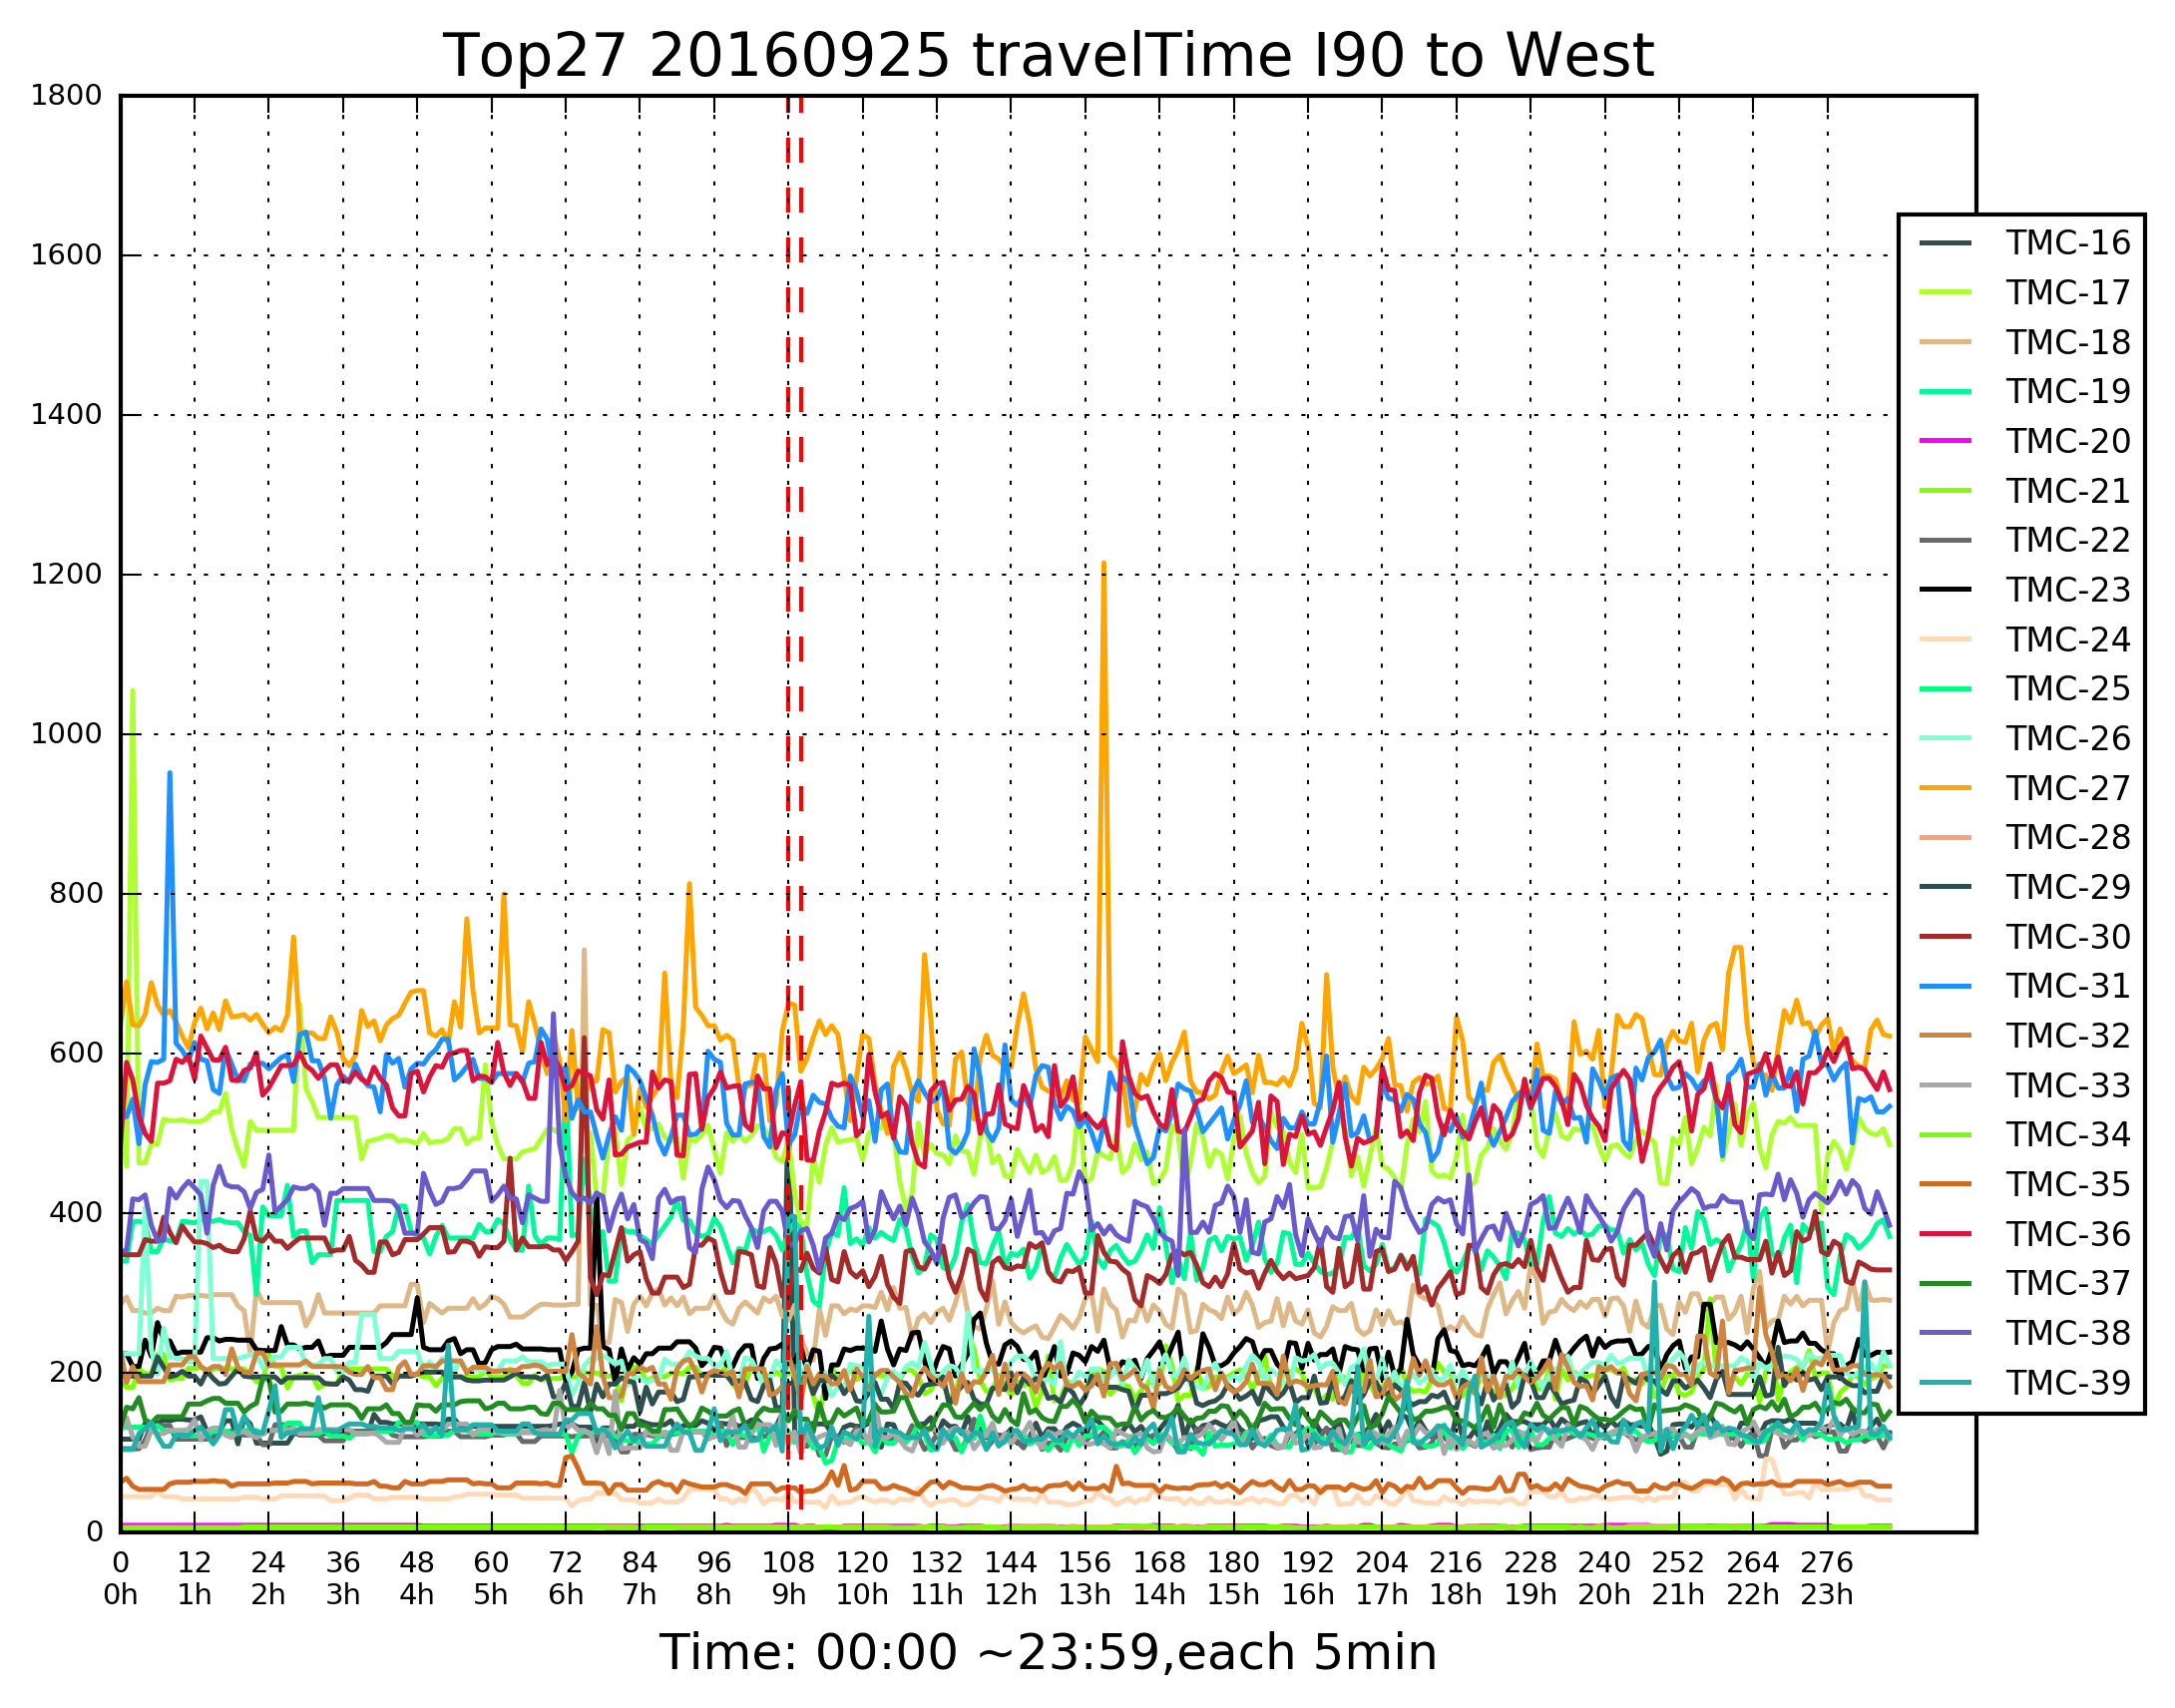 Top27 20160925 travelTime I90 to West
1800
1600
1400
1200
1000
800
600
400
200
0
0 12 24 36 48 60 72 84 96 108 120 132 144 156 168 180 192 204 216 228 240 252 264 276
0h 1h 2h 3h 4h 5h 6h 7h 8h 9h 10h 11h 12h 13h 14h 15h 16h 17h 18h 19h 20h 21h 22h 23h
Time: 00:00 ~23:59,each 5min
TMC-16
TMC-17
TMC-18
TMC-19
TMC-20
TMC-21
TMC-22
TMC-23
TMC-24
TMC-25
TMC-26
TMC-27
TMC-28
TMC-29
TMC-30
TMC-31
TMC-32
TMC-33
TMC-34
TMC-35
TMC-36
TMC-37
TMC-38
TMC-39